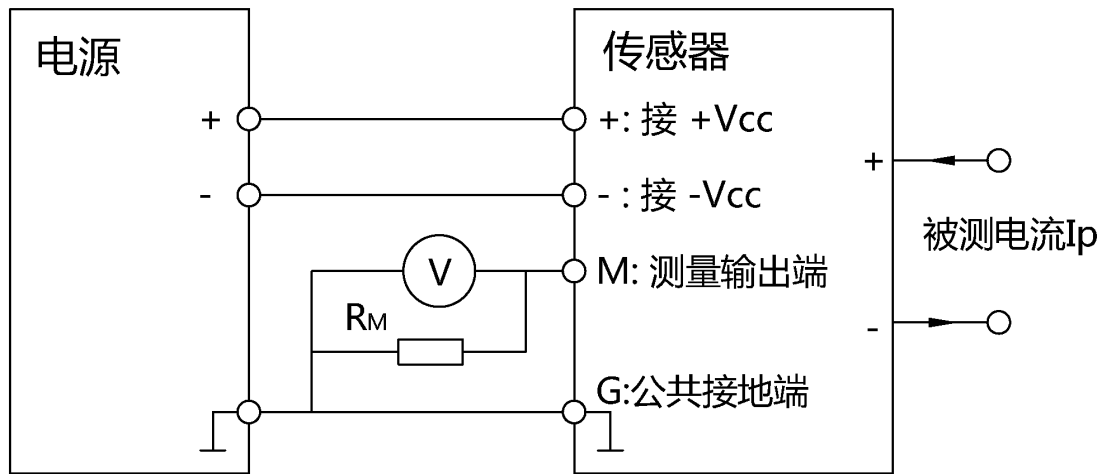 电源
传感器
+
+: 接 +Vcc
+
-
- : 接 -Vcc
被测电流Ip
V
M: 测量输出端
RM
-
G:公共接地端